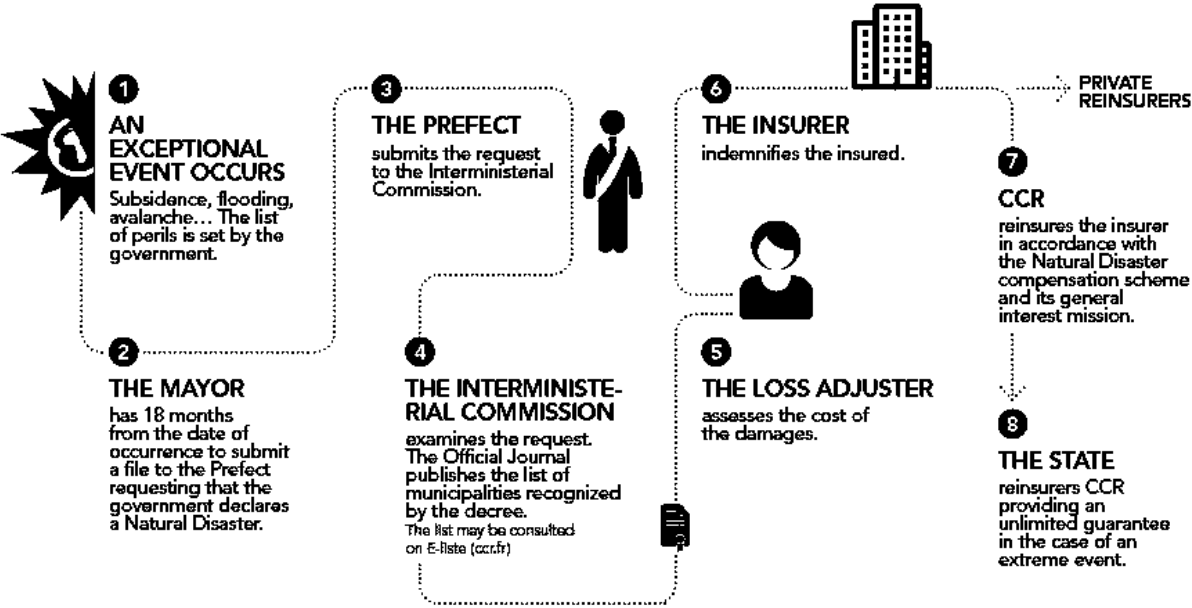 1
AN
EXCEPTIONAL
EVENT OCCURS
Subsidence, flooding,
avalanche... The list
of perils is set by the
government.
2
THE MAYOR
has 18 months
from the date of
occurrence to submit
a file to the Prefect
requesting that the
government declares
a Natural Disaster.
3
THE PREFECT
submits the request
to the Interministerial
Commission.
4
THE INTERMINISTE-
RIAL COMMISSION
examines the request.
The Official Journal
publishes the list of
municipalities recognized
by the decree.
The list may be consulted
on E-liste (ccr.fr)
5
THE LOSS ADJUSTER
assesses the cost of
the damages.
6
THE INSURER
indemnifies the insured.
PRIVATE
REINSURERS
7
CCR
reinsures the insurer
in accordance with
the Natural Disaster
compensation scheme
and its general
interest mission.
8
THE STATE
reinsurers CCR
providing an
unlimited guarantee
in the case of an
extreme event.